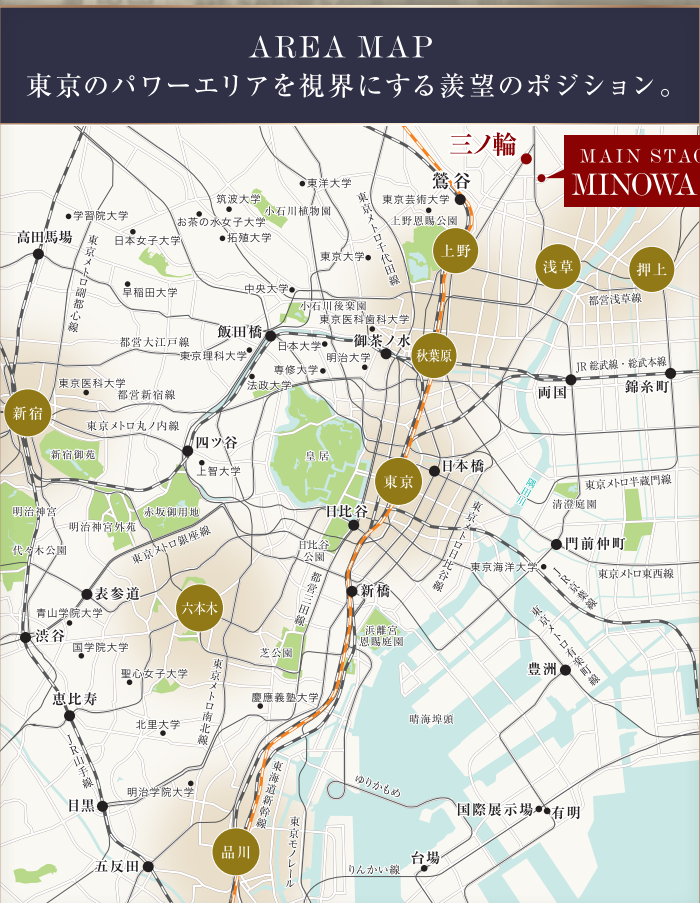 AREA MAP
東京のパワーエリアを視界にする羨望のポジション。
三ノ輪
MAIN STAG
MINOWA
鶯谷
東洋大学
東京芸術大学
筑波大学
小石川植物園
学習院大学
お茶の水女子大学
上野恩賜公園
東京メトロ千代田線
高田馬場
日本女子大学
拓殖大学
東京メトロ副都心線
東京大学
上野
浅草
押上
早稲田大学
中央大学
都営浅草線
小石川後楽園
東京医科歯科大学
飯田橋
都営大江戸線
日本大学
御茶ノ水
秋葉原
東京理科大学
明治大学
JR総武線・総武本線
専修大学
東京医科大学
法政大学
両国
錦糸町
都営新宿線
新宿
東京メトロ丸ノ内線
四ツ谷
新宿御苑
皇居
上智大学
日本橋
東京
東京メトロ半蔵門線
隅田川
明治神宮
赤坂御用地
日比谷
清澄庭園
明治神宮外苑
東京メトロ銀座線
東京メトロ日比谷線
代々木公園
日比谷
公園
門前仲町
東京海洋大学
JR京葉線
東京メトロ東西線
都営三田線
表参道
新橋
六本木
青山学院大学
浜離宮
恩賜庭園
東京メトロ有楽町線
渋谷
国学院大学
芝公園
豊洲
聖心女子大学
東京メトロ南北線
慶應義塾大学
恵比寿
北里大学
晴海埠頭
JR山手線
東海道新幹線
明治学院大学
ゆりかもめ
目黒
国際展示場
有明
東京モノレール
品川
台場
五反田
りんかい線